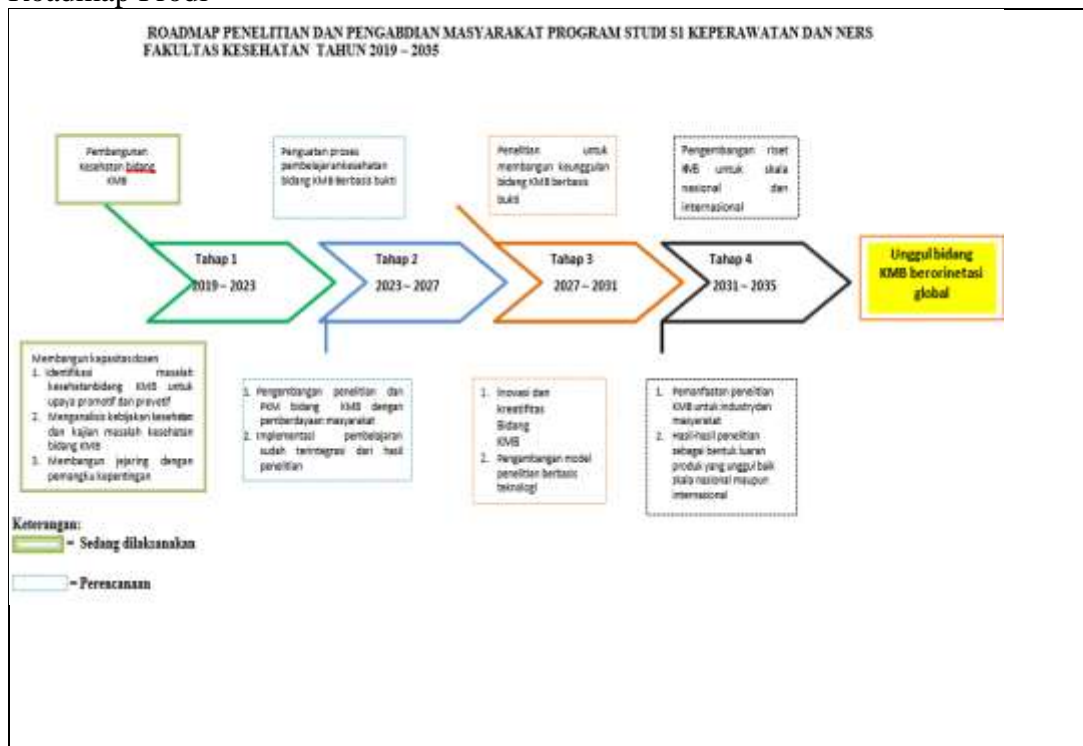 Roadmap Prodi
ROADMAP PENELITIAN DAN PENGABDIAN MASYARAKAT PROGRAM STUDI S1 KEPERAWATAN DAN NERS
FAKULTAS KESEHATAN TAHUN 2019 – 2035
Pembangunan
kesehatan bidang
KMB
Penguatan proses
pembelajarankesehatan
bidang KMB Berbasis bukti
Penelitian untuk
membangun keunggulan
bidang KMB berbasis
bukti
Pengembangan riset
KMB untuk skala
nasional dan
internasional
Tahap 1
2019 – 2023
Tahap 2
2023 – 2027
Tahap 3
2027 – 2031
Tahap 4
2031 – 2035
Unggul bidang
KMB berorinetasi
global
Membangun kapasitas dosen
1. Identifikasi masalah
kesehatanbidang KMB untuk
upaya promotif dan prevetif
2. Menganalisis kebijakan kesehatan
dan kajian masalah kesehatan
bidang KMB
3. Membangun jejaring dengan
pemangku kepentingan
1. Pengembangan penelitian dan
PKM bidang KMB dengan
pemberdayaan masyarakat
2. Implementasi pembelajaran
sudah terintegrasi dari hasil
penelitian
1. Inovasi dan
kreatifitas
Bidang
KMB
2. Pengembangan model
penelitian berbasis
teknologi
1. Pemanfaatan penelitian
KMB untuk industrydan
masyarakat
2. Hasil-hasil penelitian
sebagai bentuk luaran
produk yang unggul baik
skala nasional maupun
internasional
Keterangan:
= Sedang dilaksanakan
= Perencanaan